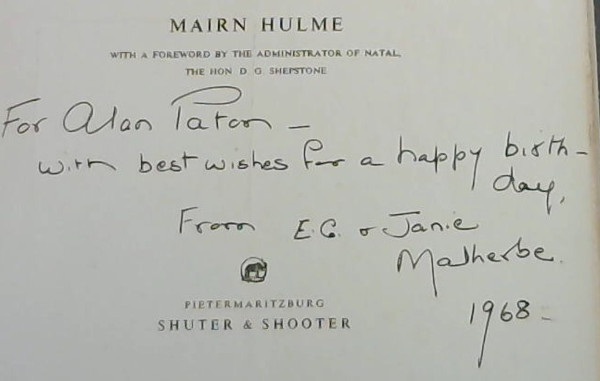 MAIRN HULME
WITH A FOREWORD BY THE ADMINISTRATOR OF NATAL,
THE HON D G SHEPSTONE
For Alan Paton –
with best wishes for a happy birth-
day,
From E.G. & Janie
Malherbe.
PIETERMARITZBURG
SHUTER & SHOOTER
1968 –